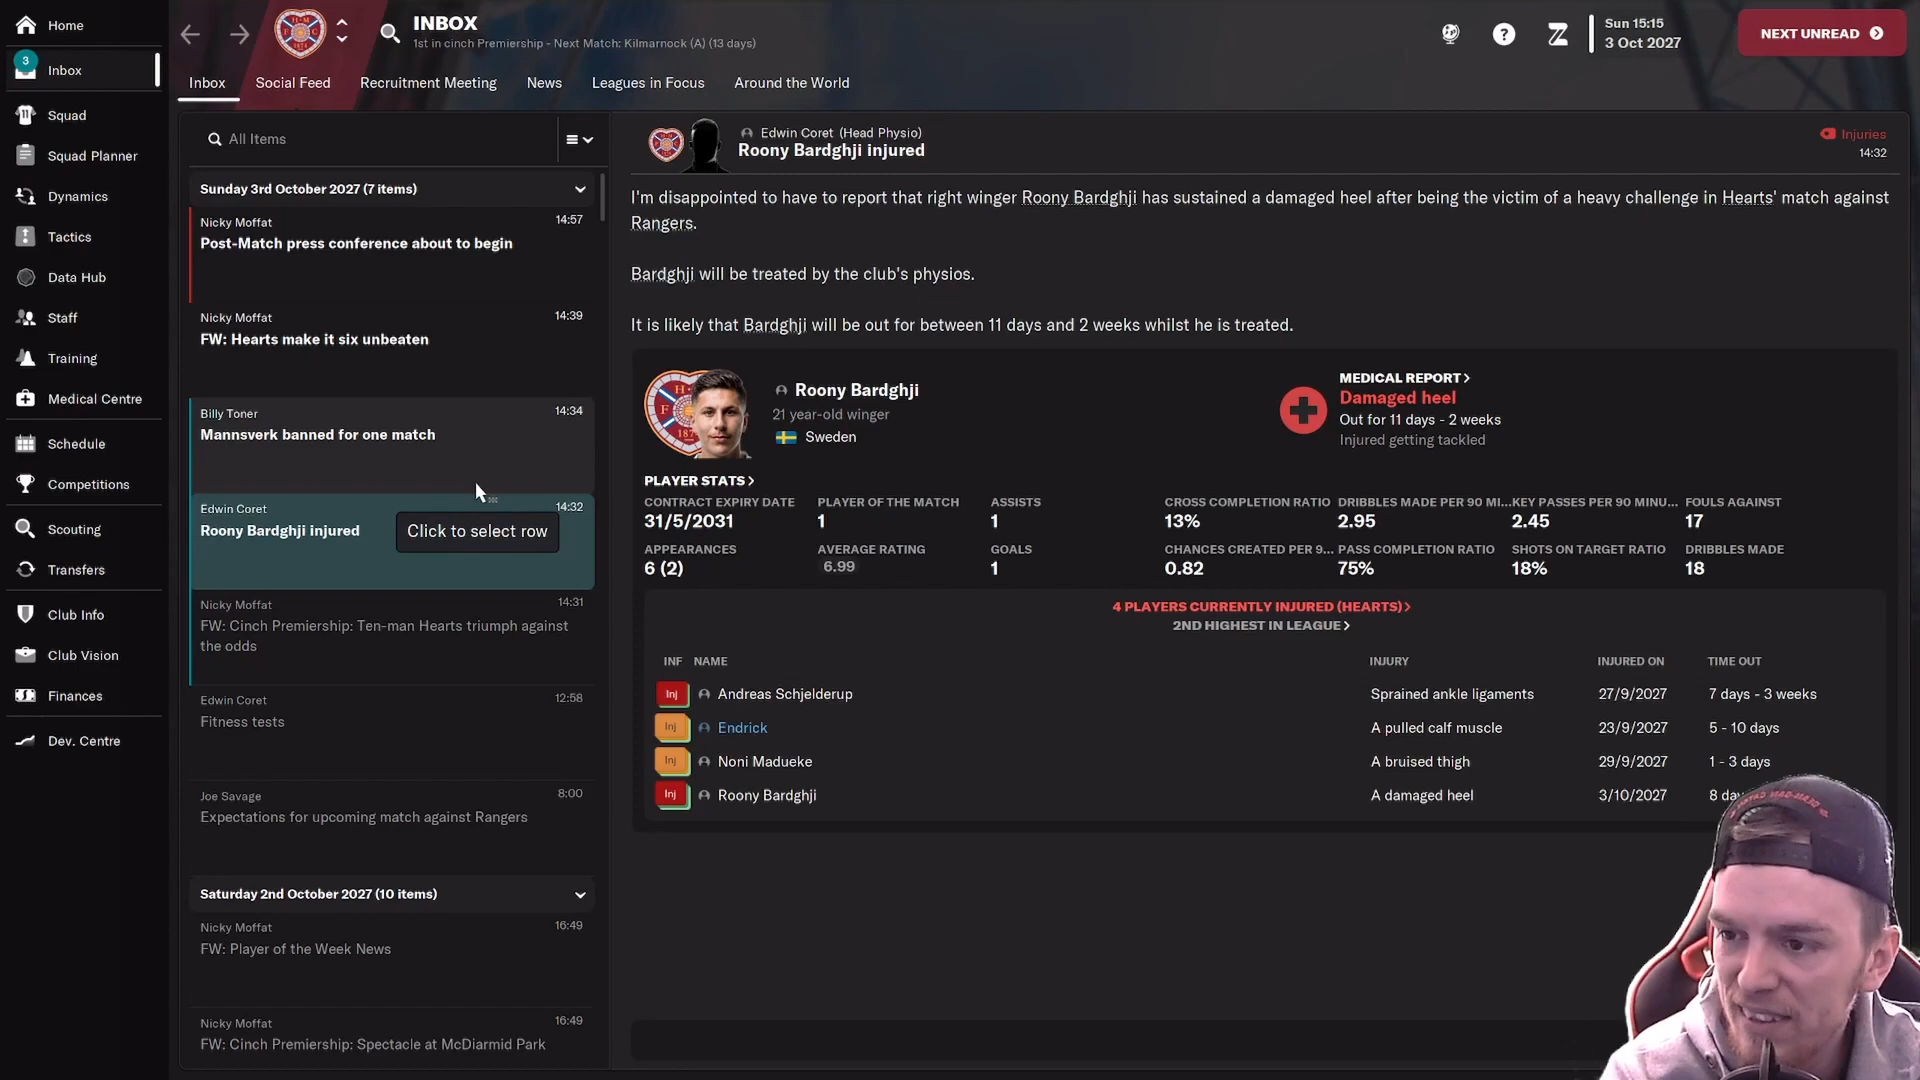 Home
3
Inbox
Squad
Squad Planner
Dynamics
Tactics
Data Hub
Staff
Training
Medical Centre
Schedule
Competitions
Scouting
Transfers
Club Info
Club Vision
Finances
Dev. Centre
INBOX
1st in cinch Premiership - Next Match: Kilmarnock (A) (13 days)
Sun 15:15
3 Oct 2027
NEXT UNREAD
Inbox
Social Feed
Recruitment Meeting
News
Leagues in Focus
Around the World
All Items
Sunday 3rd October 2027 (7 items)
Nicky Moffat 14:57
Post-Match press conference about to begin
Nicky Moffat 14:39
FW: Hearts make it six unbeaten
Billy Toner 14:34
Mannsverk banned for one match
Edwin Coret 14:32
Roony Bardghji injured
Click to select row
Nicky Moffat 14:31
FW: Cinch Premiership: Ten-man Hearts triumph against
the odds
Edwin Coret 12:58
Fitness tests
Joe Savage 8:00
Expectations for upcoming match against Rangers
Saturday 2nd October 2027 (10 items)
Nicky Moffat 16:49
FW: Player of the Week News
Nicky Moffat 16:49
FW: Cinch Premiership: Spectacle at McDiarmid Park
Edwin Coret (Head Physio)
Roony Bardghji injured
Injuries
14:32
I'm disappointed to have to report that right winger Roony Bardghji has sustained a damaged heel after being the victim of a heavy challenge in Hearts' match against
Rangers.
Bardghji will be treated by the club's physios.
It is likely that Bardghji will be out for between 11 days and 2 weeks whilst he is treated.
Roony Bardghji
21 year-old winger
Sweden
MEDICAL REPORT >
Damaged heel
Out for 11 days - 2 weeks
Injured getting tackled
PLAYER STATS >
CONTRACT EXPIRY DATE PLAYER OF THE MATCH ASSISTS CROSS COMPLETION RATIO DRIBBLES MADE PER 90 MI... KEY PASSES PER 90 MINU... FOULS AGAINST
31/5/2031 1 1 13% 2.95 2.45 17
APPEARANCES AVERAGE RATING GOALS CHANCES CREATED PER 9... PASS COMPLETION RATIO SHOTS ON TARGET RATIO DRIBBLES MADE
6 (2) 6.99 1 0.82 75% 18% 18
4 PLAYERS CURRENTLY INJURED (HEARTS) >
2ND HIGHEST IN LEAGUE >
INF NAME INJURY INJURED ON TIME OUT
Inj Andreas Schjelderup Sprained ankle ligaments 27/9/2027 7 days - 3 weeks
Inj Endrick A pulled calf muscle 23/9/2027 5 - 10 days
Inj Noni Madueke A bruised thigh 29/9/2027 1 - 3 days
Inj Roony Bardghji A damaged heel 3/10/2027 8